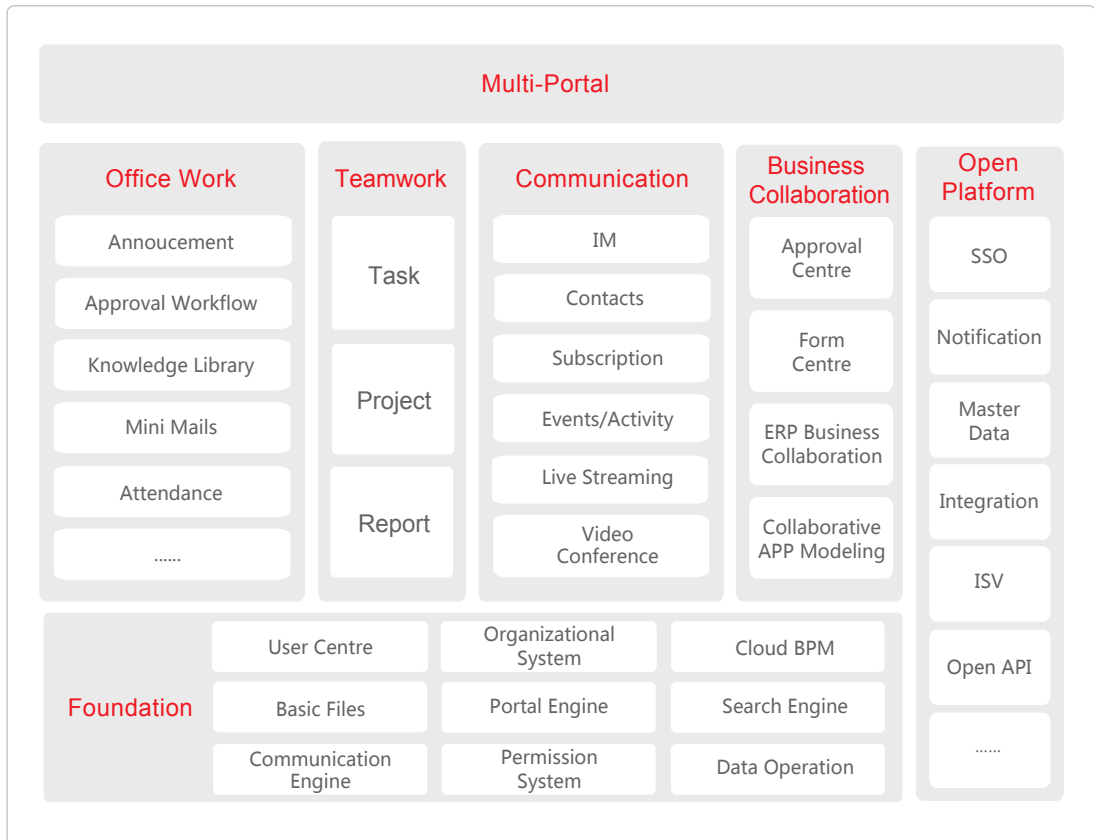 Multi-Portal
Office Work
Annoucement
Approval Workflow
Knowledge Library
Mini Mails
Attendance
......
Teamwork
Task
Project
Report
Communication
IM
Contacts
Subscription
Events/Activity
Live Streaming
Video
Conference
Business
Collaboration
Approval
Centre
Form
Centre
ERP Business
Collaboration
Collaborative
APP Modeling
Open
Platform
SSO
Notification
Master
Data
Integration
ISV
Open API
......
Foundation
User Centre
Organizational
System
Cloud BPM
Basic Files
Portal Engine
Search Engine
Communication
Engine
Permission
System
Data Operation